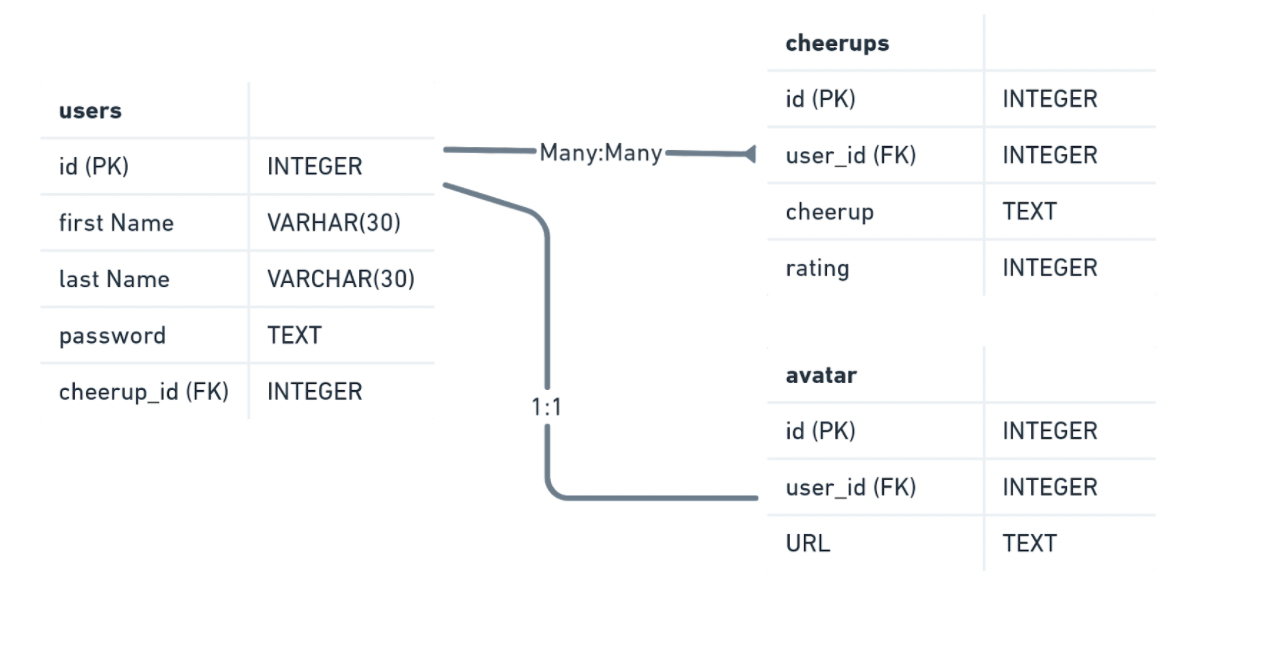 users
id (PK) INTEGER
first Name VARHAR(30)
last Name VARCHAR(30)
password TEXT
cheerup_id (FK) INTEGER
Many:Many
1:1
cheerups
id (PK) INTEGER
user_id (FK) INTEGER
cheerup TEXT
rating INTEGER
avatar
id (PK) INTEGER
user_id (FK) INTEGER
URL TEXT